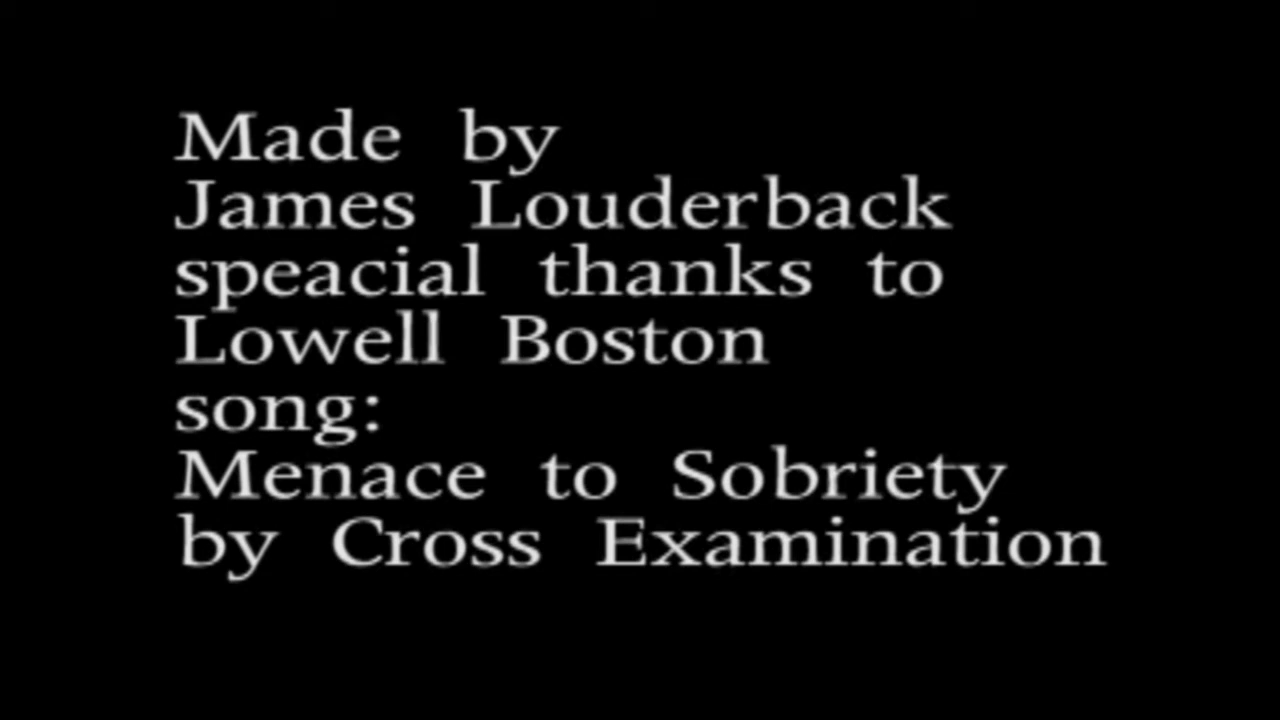 Made by
James Louderback
speacial thanks to
Lowell Boston
song:
Menace to Sobriety
by Cross Examination